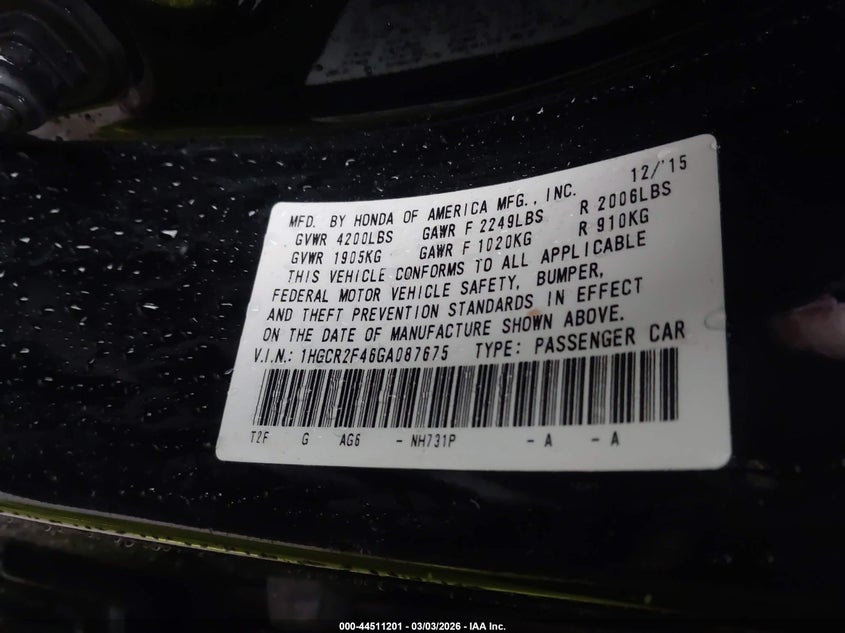 12/'15
MFD. BY HONDA OF AMERICA MFG., INC.
GVWR 4200LBS GAWR F 2249LBS R 2006LBS
GVWR 1905KG GAWR F 1020KG R 910KG
THIS VEHICLE CONFORMS TO ALL APPLICABLE
FEDERAL MOTOR VEHICLE SAFETY, BUMPER,
AND THEFT PREVENTION STANDARDS IN EFFECT
ON THE DATE OF MANUFACTURE SHOWN ABOVE.
V.I.N.: 1HGCR2F46GA087675 TYPE: PASSENGER CAR
T2F G AG6 - NH731P - A - A
000-44511201 - 03/03/2026 - IAA Inc.